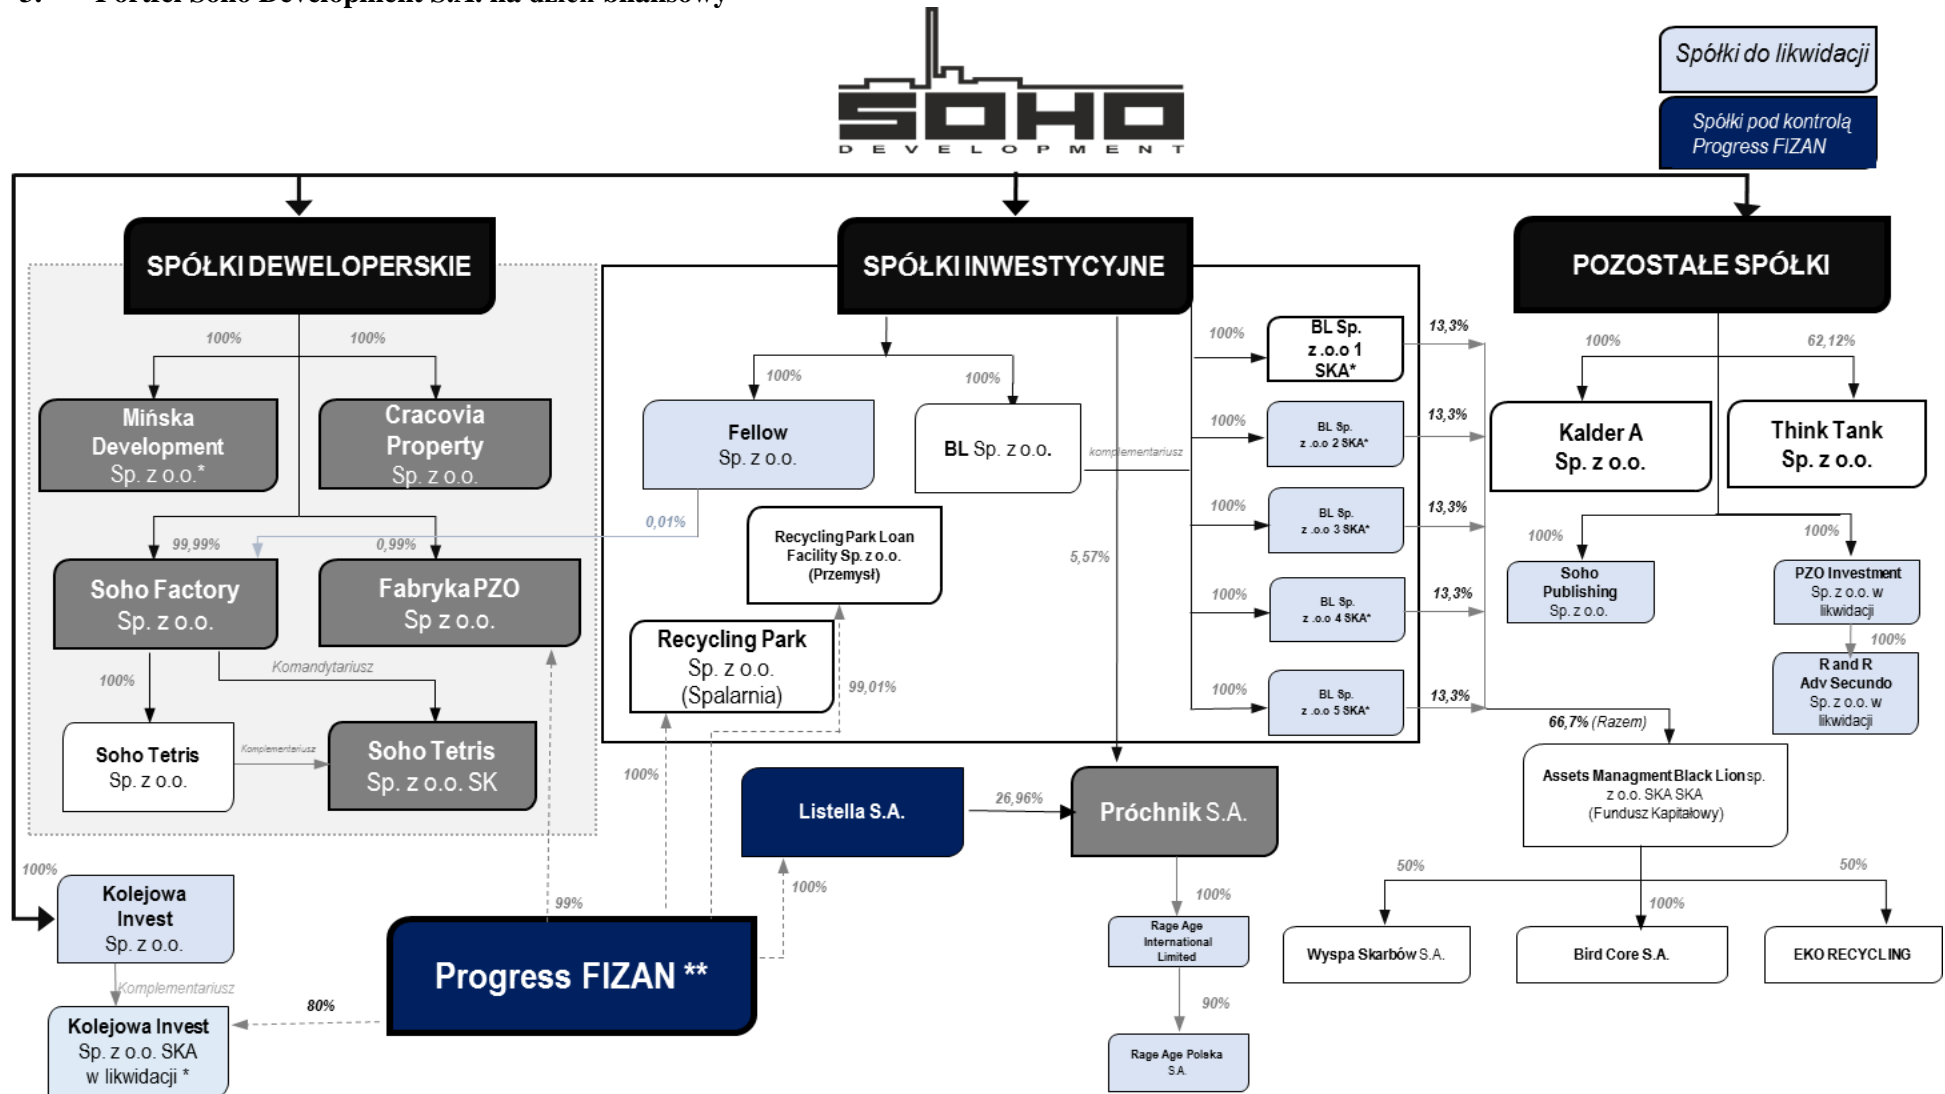 Portfel Soho Development S.A. na dzień bilansowy
SOHO
DEVELOPMENT
Spółki do likwidacji
Spółki pod kontrolą
Progress FIZAN
SPÓŁKI DEWELOPERSKIE
SPÓŁKI INWESTYCYJNE
POZOSTAŁE SPÓŁKI
100%
100%
Mińska
Development
Sp. z o.o.*
Cracovia
Property
Sp. z o.o.
99,99%
0,99%
0,01%
Soho Factory
Sp. z o.o.
Fabryka PZO
Sp z o.o.
100%
Komandytariusz
Soho Tetris
Sp. z o.o.
Komplementariusz
Soho Tetris
Sp. z o.o. SK
100%
100%
Fellow
Sp. z o.o.
BL Sp. z o.o.
komplementariusz
5,57%
Recycling Park Loan
Facility Sp. z o.o.
(Przemysł)
Recycling Park
Sp. z o.o.
(Spalarnia)
99,01%
100%
100%
BL Sp.
z .o.o 1
SKA*
13,3%
100%
BL Sp.
z .o.o 2 SKA*
13,3%
100%
BL Sp.
z .o.o 3 SKA*
13,3%
100%
BL Sp.
z .o.o 4 SKA*
13,3%
100%
BL Sp.
z .o.o 5 SKA*
13,3%
66,7% (Razem)
100%
62,12%
Kalder A
Sp. z o.o.
Think Tank
Sp. z o.o.
100%
100%
Soho
Publishing
Sp. z o.o.
PZO Investment
Sp. z o.o. w
likwidacji
100%
R and R
Adv Secundo
Sp. z o.o. w
likwidacji
Assets Managment Black Lion sp.
z o.o. SKA SKA
(Fundusz Kapitałowy)
50%
100%
50%
Wyspa Skarbów S.A.
Bird Core S.A.
EKO RECYCLING
Listella S.A.
26,96%
Próchnik S.A.
100%
100%
Rage Age
International
Limited
90%
Rage Age Polska
S.A.
100%
Kolejowa
Invest
Sp. z o.o.
Komplementariusz
Kolejowa Invest
Sp. z o.o. SKA
w likwidacji *
80%
99%
Progress FIZAN **